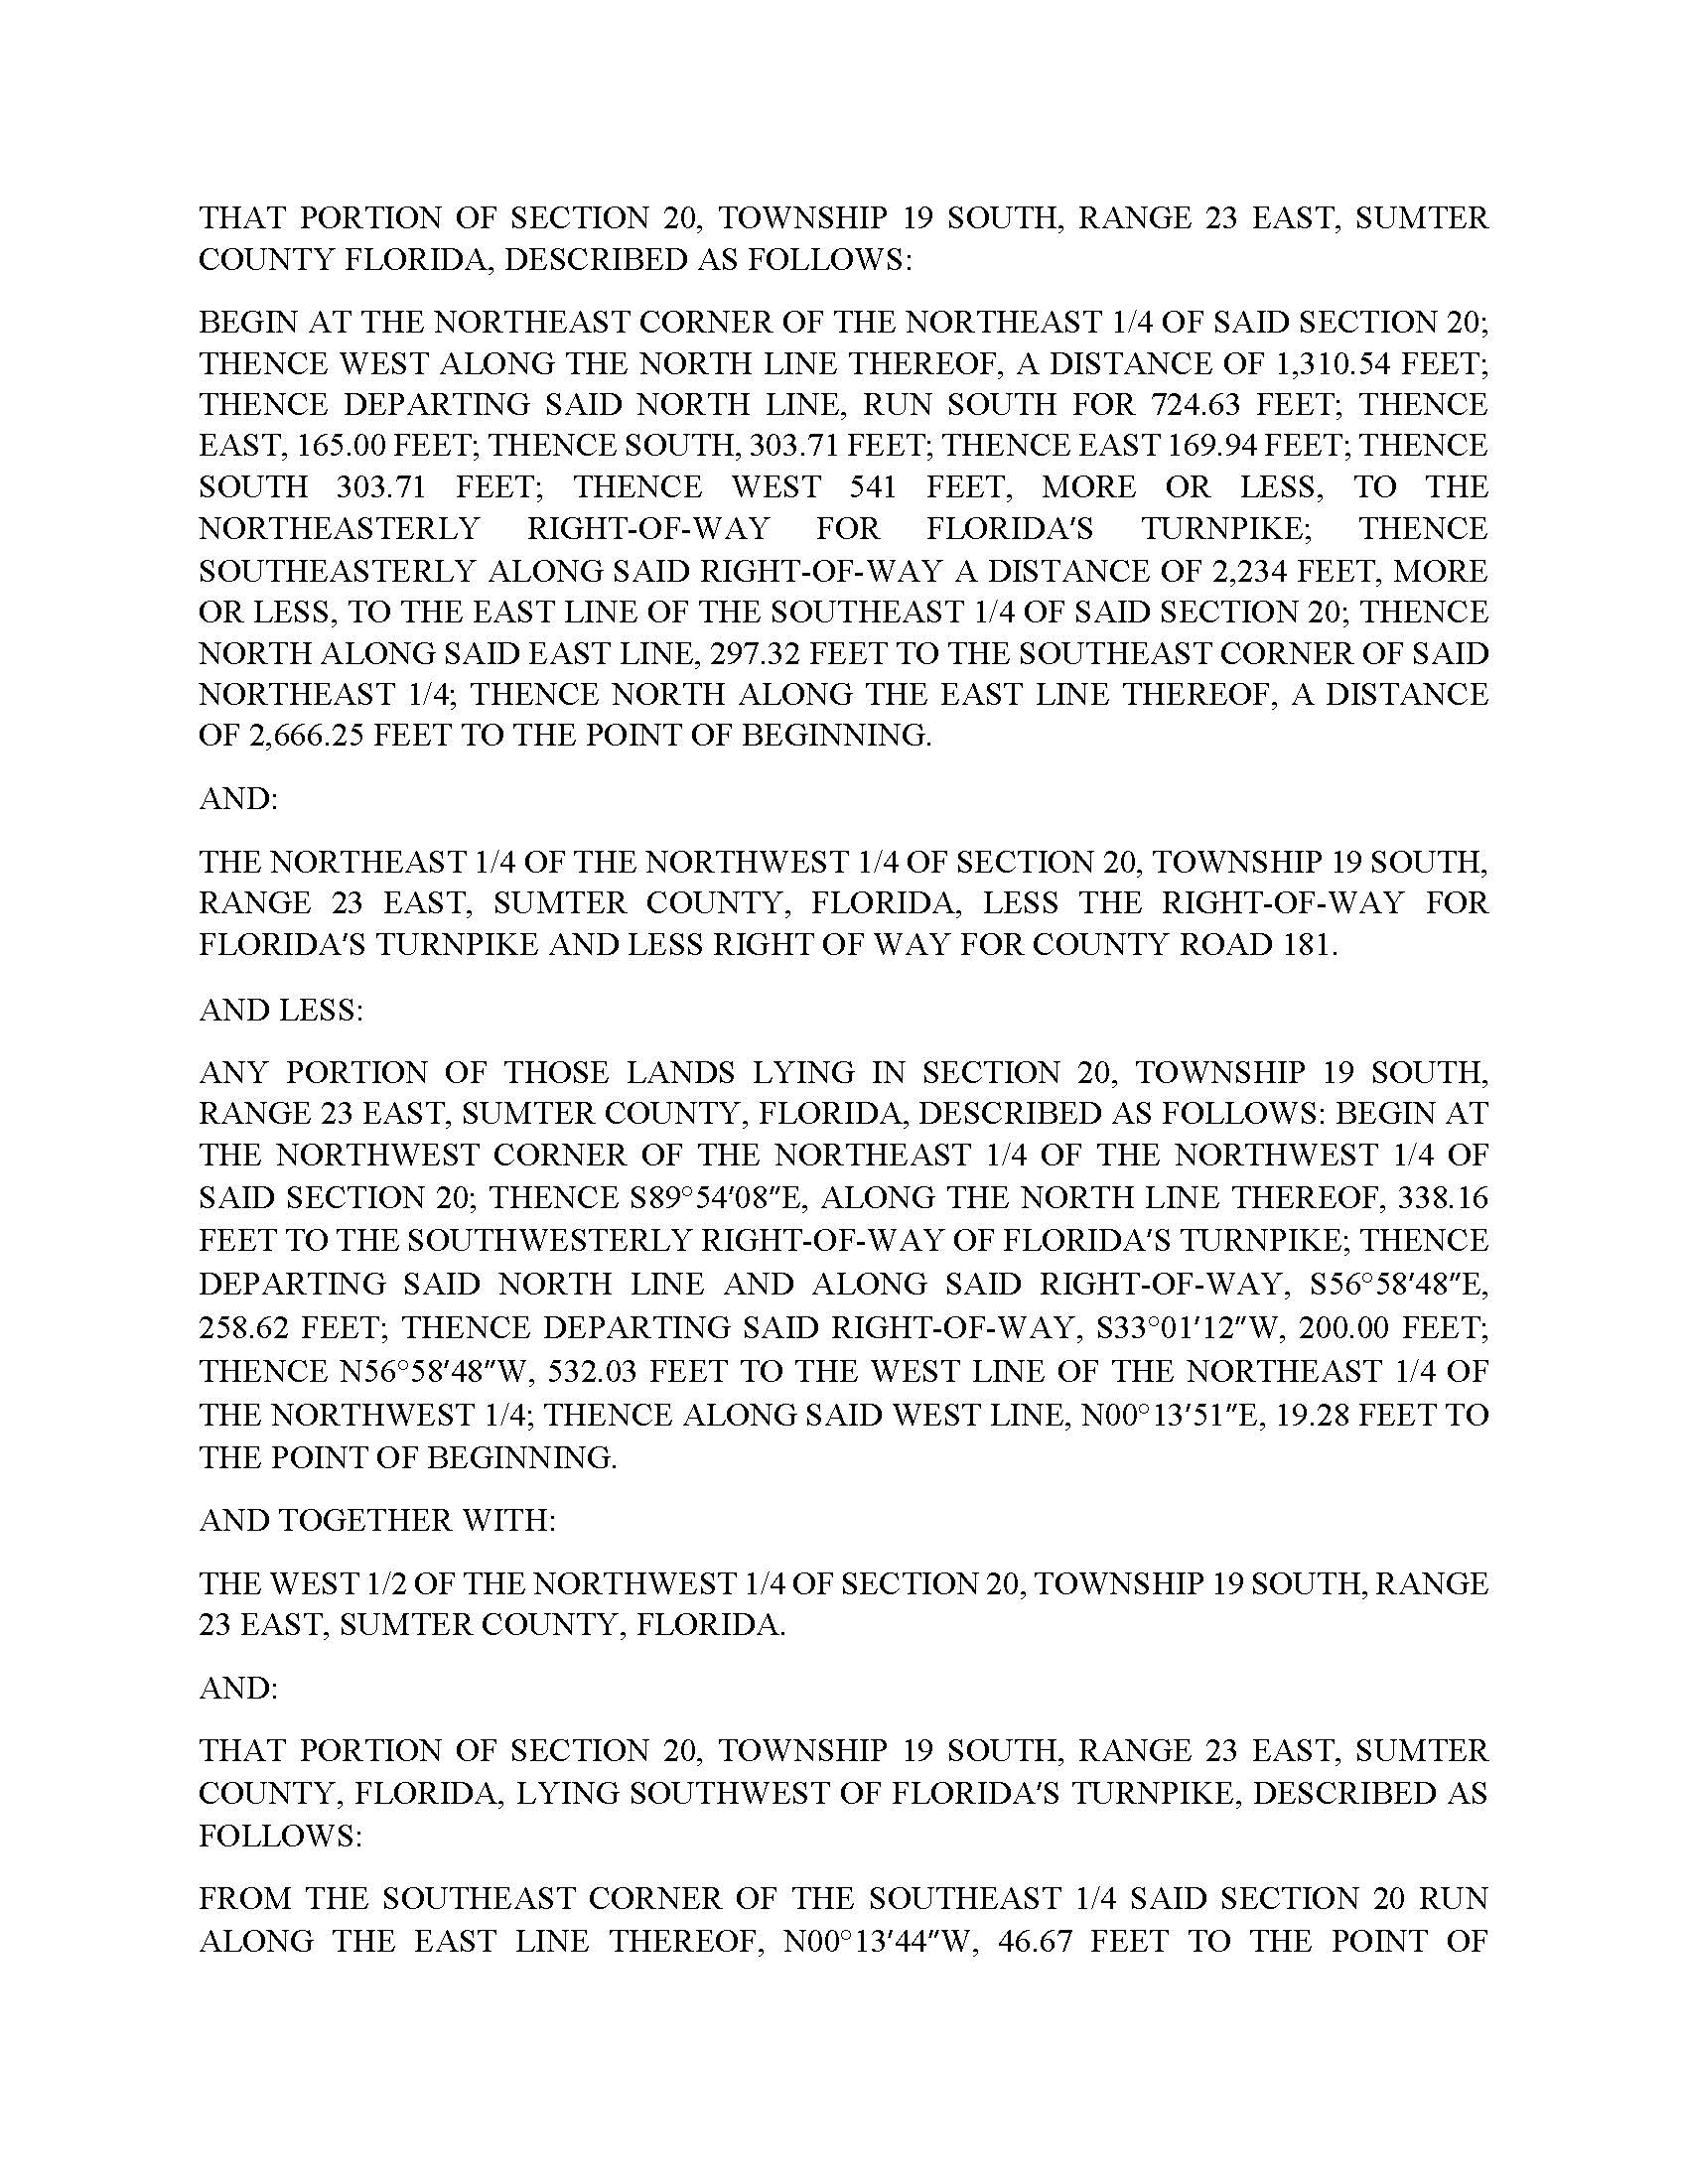 THAT PORTION OF SECTION 20, TOWNSHIP 19 SOUTH, RANGE 23 EAST, SUMTER
COUNTY FLORIDA, DESCRIBED AS FOLLOWS:
BEGIN AT THE NORTHEAST CORNER OF THE NORTHEAST 1/4 OF SAID SECTION 20;
THENCE WEST ALONG THE NORTH LINE THEREOF, A DISTANCE OF 1,310.54 FEET;
THENCE DEPARTING SAID NORTH LINE, RUN SOUTH FOR 724.63 FEET; THENCE
EAST, 165.00 FEET; THENCE SOUTH, 303.71 FEET; THENCE EAST 169.94 FEET; THENCE
SOUTH 303.71 FEET; THENCE WEST 541 FEET, MORE OR LESS, TO THE
NORTHEASTERLY RIGHT-OF-WAY FOR FLORIDA'S TURNPIKE; THENCE
SOUTHEASTERLY ALONG SAID RIGHT-OF-WAY A DISTANCE OF 2,234 FEET, MORE
OR LESS, TO THE EAST LINE OF THE SOUTHEAST 1/4 OF SAID SECTION 20; THENCE
NORTH ALONG SAID EAST LINE, 297.32 FEET TO THE SOUTHEAST CORNER OF SAID
NORTHEAST 1/4; THENCE NORTH ALONG THE EAST LINE THEREOF, A DISTANCE
OF 2,666.25 FEET TO THE POINT OF BEGINNING.
AND:
THE NORTHEAST 1/4 OF THE NORTHWEST 1/4 OF SECTION 20, TOWNSHIP 19 SOUTH,
RANGE 23 EAST, SUMTER COUNTY, FLORIDA, LESS THE RIGHT-OF-WAY FOR
FLORIDA'S TURNPIKE AND LESS RIGHT OF WAY FOR COUNTY ROAD 181.
AND LESS:
ANY PORTION OF THOSE LANDS LYING IN SECTION 20, TOWNSHIP 19 SOUTH,
RANGE 23 EAST, SUMTER COUNTY, FLORIDA, DESCRIBED AS FOLLOWS: BEGIN AT
THE NORTHWEST CORNER OF THE NORTHEAST 1/4 OF THE NORTHWEST 1/4 OF
SAID SECTION 20; THENCE S89°54′08″E, ALONG THE NORTH LINE THEREOF, 338.16
FEET TO THE SOUTHWESTERLY RIGHT-OF-WAY OF FLORIDA'S TURNPIKE; THENCE
DEPARTING SAID NORTH LINE AND ALONG SAID RIGHT-OF-WAY, S56°58′48″E,
258.62 FEET; THENCE DEPARTING SAID RIGHT-OF-WAY, S33°01′12″W, 200.00 FEET;
THENCE N56°58′48″W, 532.03 FEET TO THE WEST LINE OF THE NORTHEAST 1/4 OF
THE NORTHWEST 1/4; THENCE ALONG SAID WEST LINE, N00°13′51″E, 19.28 FEET TO
THE POINT OF BEGINNING.
AND TOGETHER WITH:
THE WEST 1/2 OF THE NORTHWEST 1/4 OF SECTION 20, TOWNSHIP 19 SOUTH, RANGE
23 EAST, SUMTER COUNTY, FLORIDA.
AND:
THAT PORTION OF SECTION 20, TOWNSHIP 19 SOUTH, RANGE 23 EAST, SUMTER
COUNTY, FLORIDA, LYING SOUTHWEST OF FLORIDA'S TURNPIKE, DESCRIBED AS
FOLLOWS:
FROM THE SOUTHEAST CORNER OF THE SOUTHEAST 1/4 SAID SECTION 20 RUN
ALONG THE EAST LINE THEREOF, N00°13′44″W, 46.67 FEET TO THE POINT OF